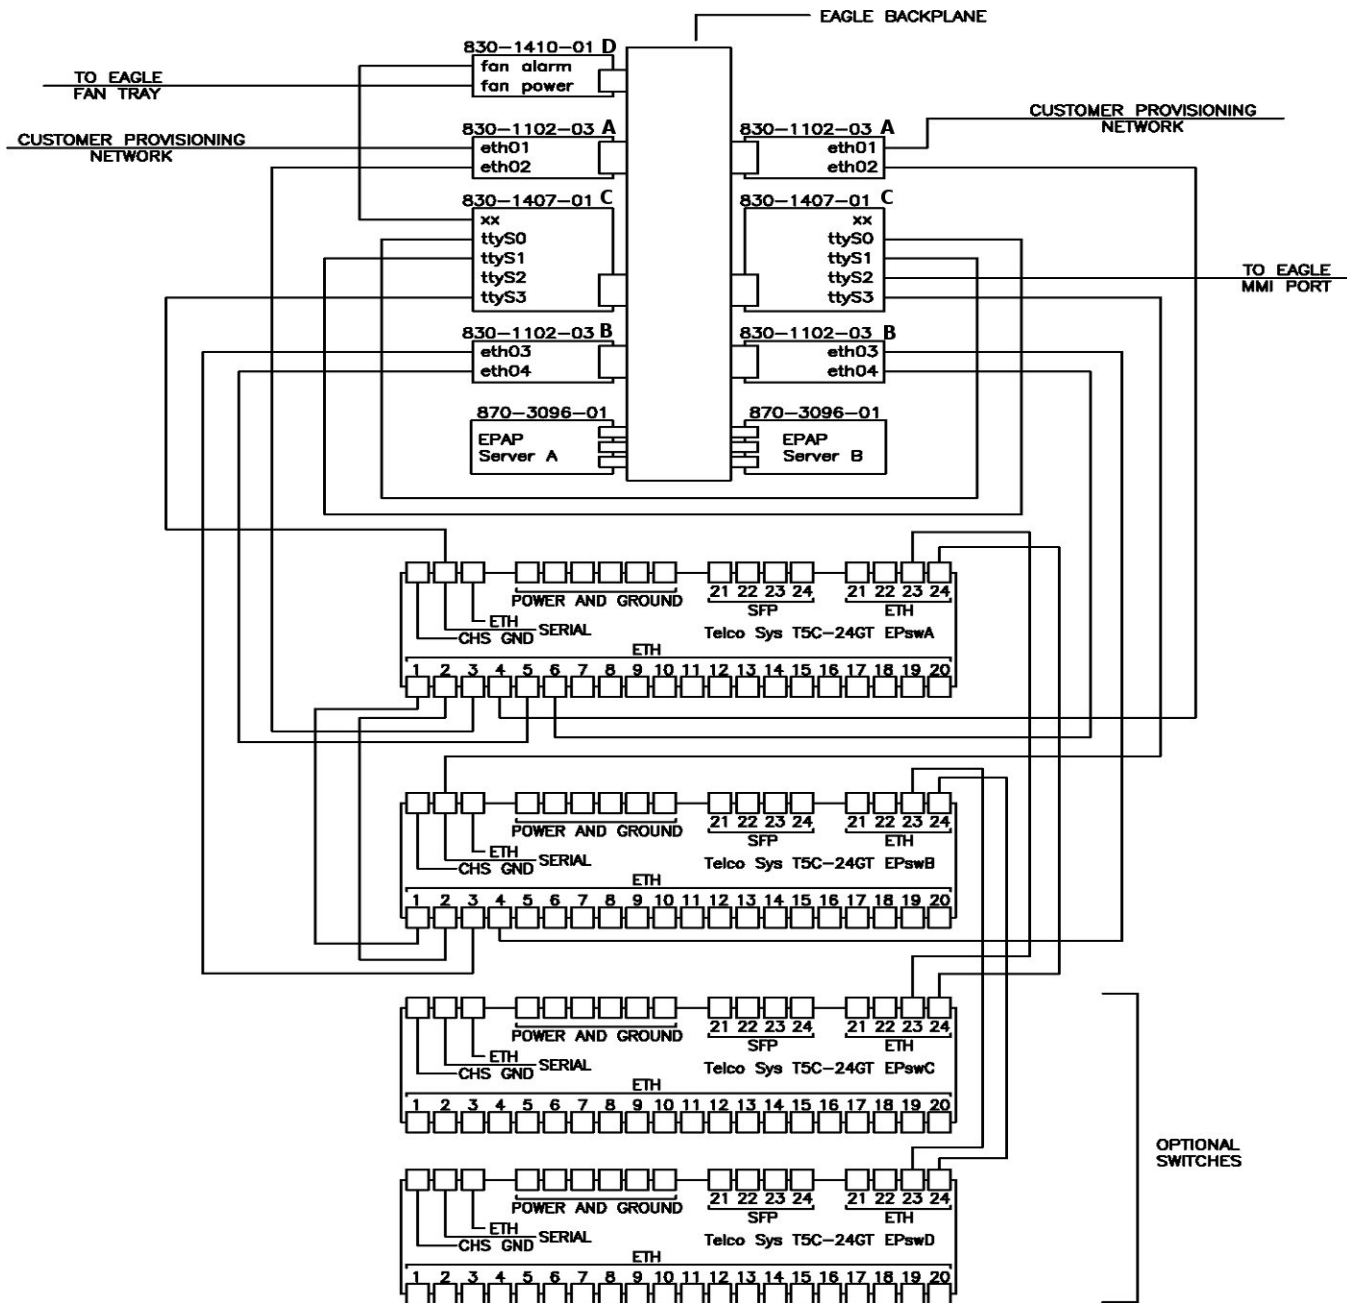 EAGLE BACKPLANE
830-1410-01 D
fan alarm
fan power
TO EAGLE
FAN TRAY
CUSTOMER PROVISIONING
NETWORK
CUSTOMER PROVISIONING
NETWORK
830-1102-03 A
eth01
eth02
830-1102-03 A
eth01
eth02
830-1407-01 C
xx
ttyS0
ttyS1
ttyS2
ttyS3
830-1407-01 C
xx
ttyS0
ttyS1
ttyS2
ttyS3
TO EAGLE
MMI PORT
830-1102-03 B
eth03
eth04
830-1102-03 B
eth03
eth04
870-3096-01
EPAP
Server A
870-3096-01
EPAP
Server B
21 22 23 24 21 22 23 24
POWER AND GROUND SFP ETH
ETH
SERIAL
CHS GND
Telco Sys T5C-24GT EPswA
ETH
1 2 3 4 5 6 7 8 9 10 11 12 13 14 15 16 17 18 19 20
21 22 23 24 21 22 23 24
POWER AND GROUND SFP ETH
ETH
SERIAL
CHS GND
Telco Sys T5C-24GT EPswB
ETH
1 2 3 4 5 6 7 8 9 10 11 12 13 14 15 16 17 18 19 20
21 22 23 24 21 22 23 24
POWER AND GROUND SFP ETH
ETH
SERIAL
CHS GND
Telco Sys T5C-24GT EPswC
ETH
1 2 3 4 5 6 7 8 9 10 11 12 13 14 15 16 17 18 19 20
OPTIONAL
SWITCHES
21 22 23 24 21 22 23 24
POWER AND GROUND SFP ETH
ETH
SERIAL
CHS GND
Telco Sys T5C-24GT EPswD
ETH
1 2 3 4 5 6 7 8 9 10 11 12 13 14 15 16 17 18 19 20